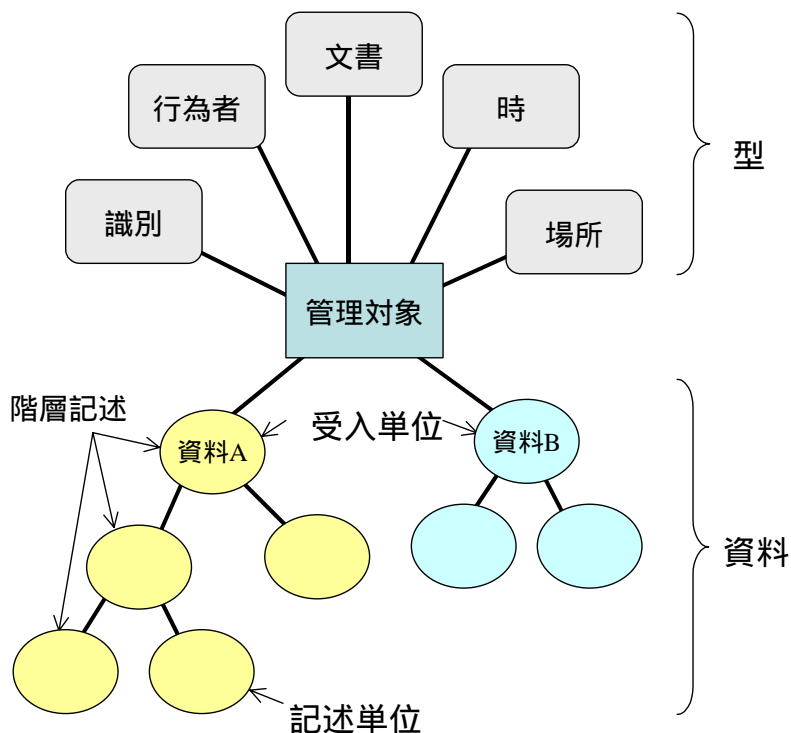 文書
行為者
時
型
識別
場所
管理対象
階層記述
受入単位
資料A
資料B
資料
記述単位